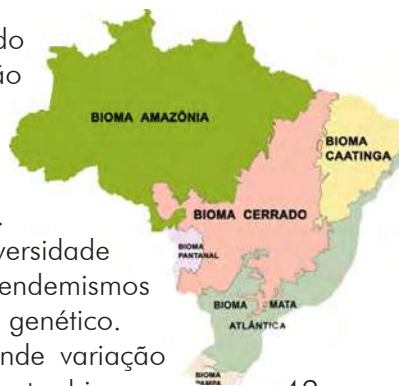 do
ão
BIOMA AMAZÔNIA
BIOMA
CAATINGA
BIOMA CERRADO
.
versidade
endemismos
genético.
nde variação
BIOMA
PANTANAL
BIOMA MATA
ATLÂNTICA
BIOMA
PAMPA